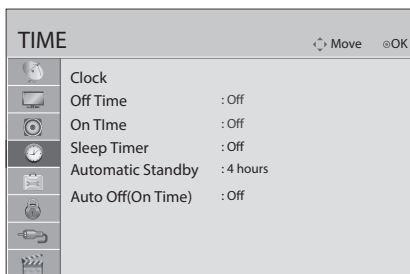 TIME Move OK
Clock
Off Time : Off
On TIme : Off
Sleep Timer : Off
Automatic Standby : 4 hours
Auto Off(On Time) : Off